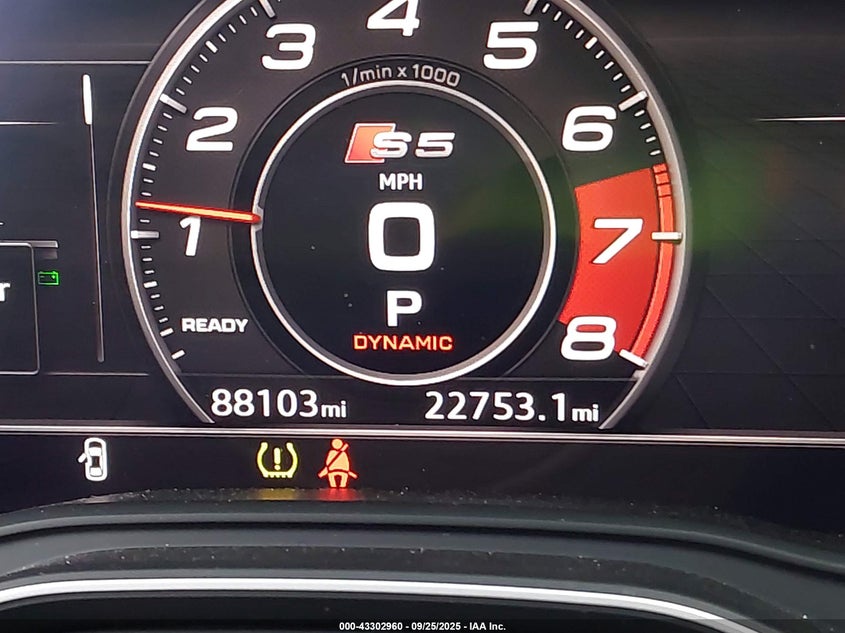 4
3
5
1/min x 1000
2
6
S5
MPH
0
1
7
P
r
READY
DYNAMIC
8
88103mi
22753.1mi
000-43302960 - 09/25/2025 - IAA Inc.